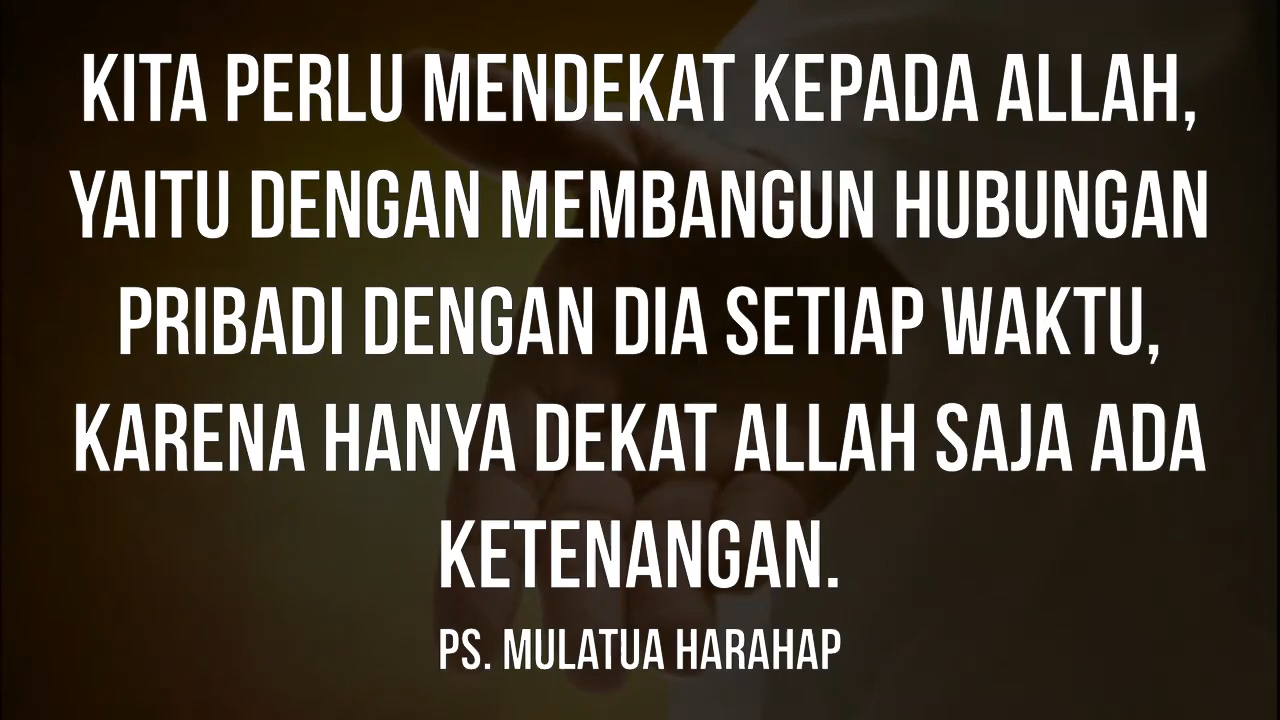 KITA PERLU MENDEKAT KEPADA ALLAH,
YAITU DENGAN MEMBANGUN HUBUNGAN
PRIBADI DENGAN DIA SETIAP WAKTU,
KARENA HANYA DEKAT ALLAH SAJA ADA
KETENANGAN.
PS. MULATUA HARAHAP